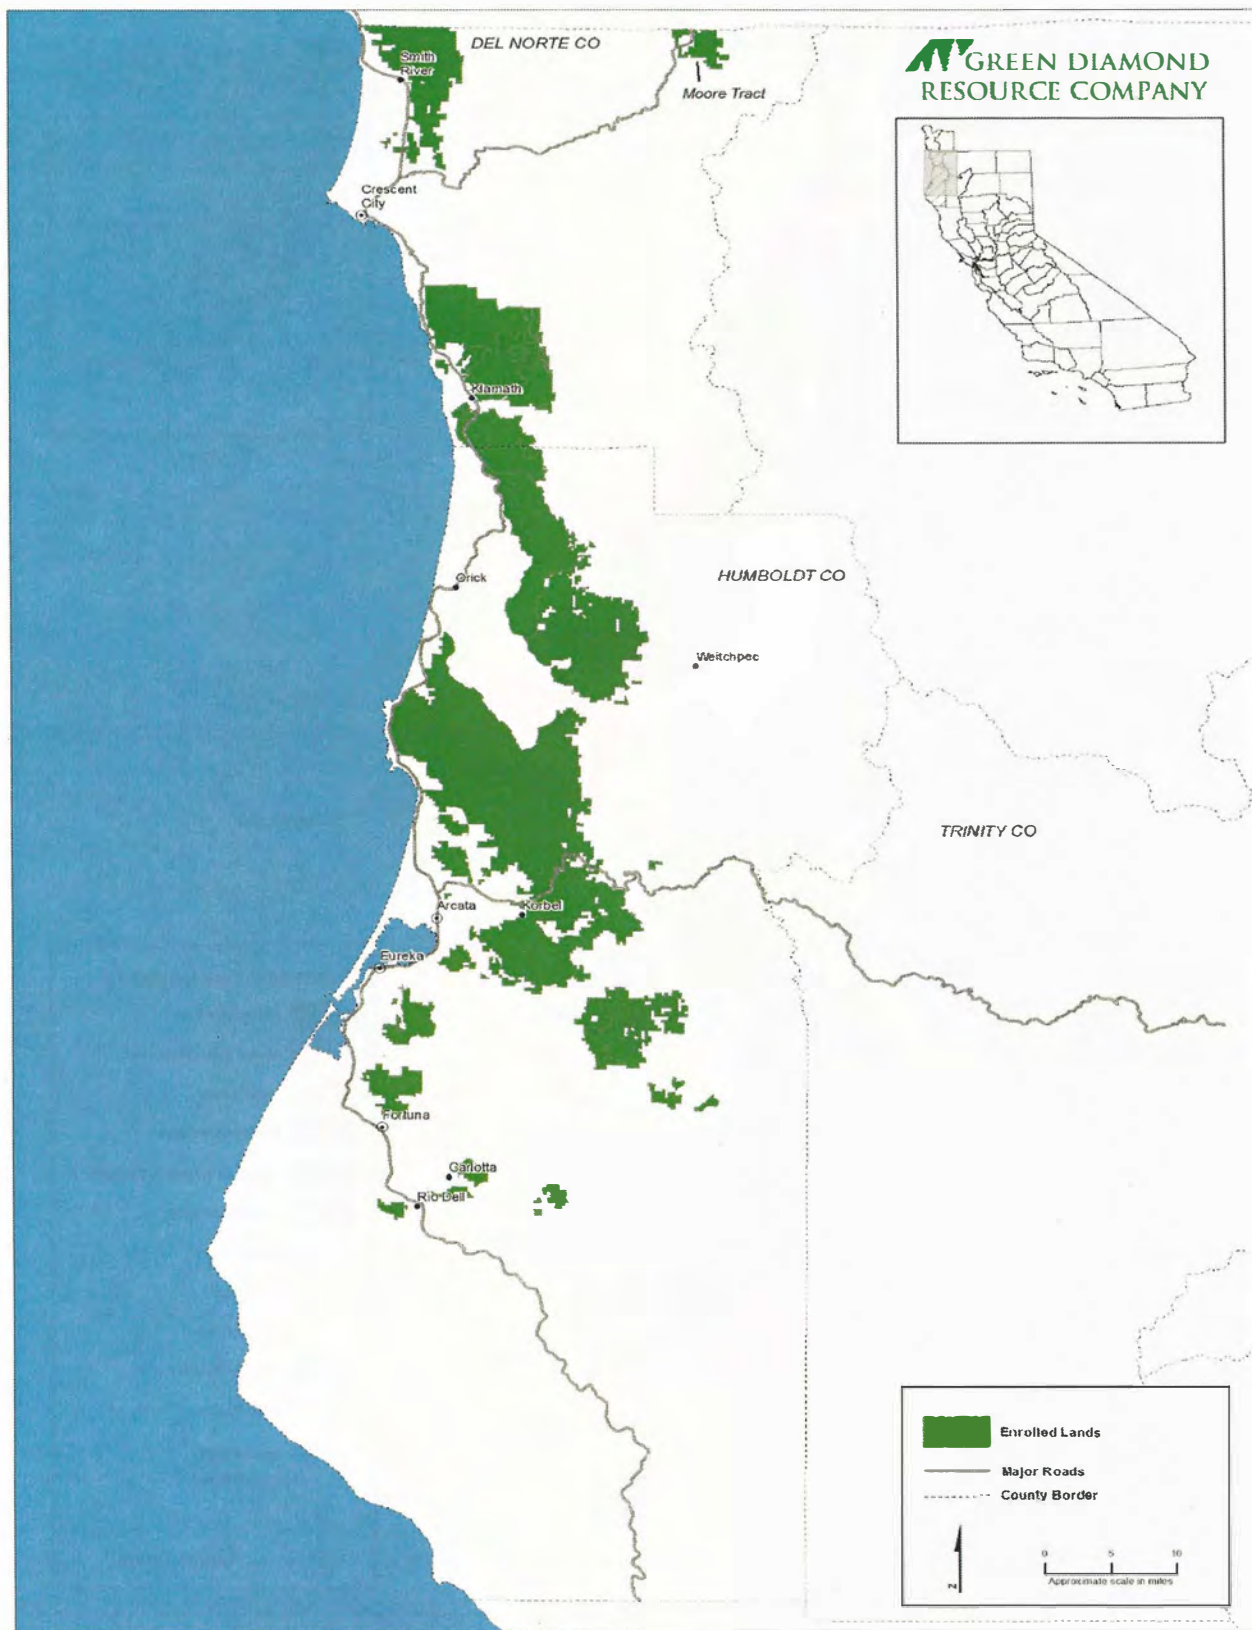 DEL NORTE CO
Smith
River
Moore Tract
GREEN DIAMOND
RESOURCE COMPANY
Crescent
City
Klamath
Orick
HUMBOLDT CO
Weitchpec
TRINITY CO
Arcata
Korbel
Eureka
Fortuna
Carlotta
Rio Dell
Enrolled Lands
Major Roads
County Border
N
0 5 10
Approximate scale in miles